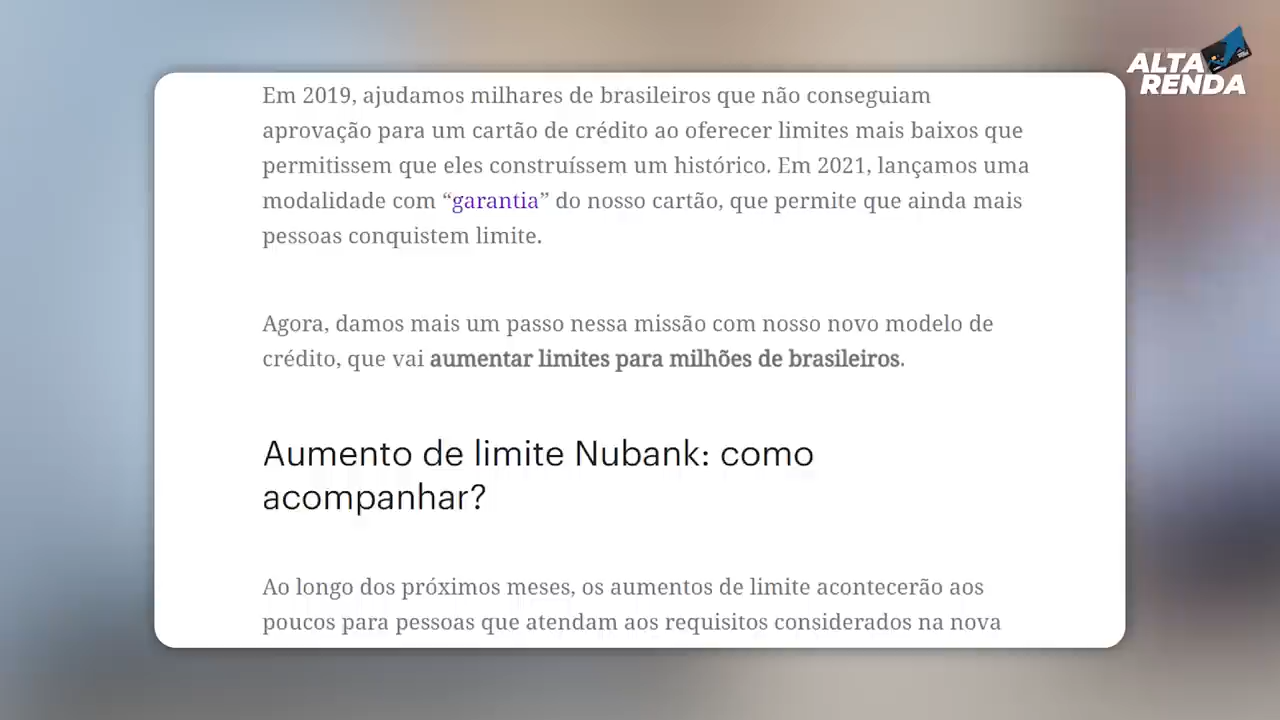 ALTA
RENDA
Em 2019, ajudamos milhares de brasileiros que não conseguiam
aprovação para um cartão de crédito ao oferecer limites mais baixos que
permitissem que eles construíssem um histórico. Em 2021, lançamos uma
modalidade com “garantia” do nosso cartão, que permite que ainda mais
pessoas conquistem limite.
Agora, damos mais um passo nessa missão com nosso novo modelo de
crédito, que vai aumentar limites para milhões de brasileiros.
Aumento de limite Nubank: como
acompanhar?
Ao longo dos próximos meses, os aumentos de limite acontecerão aos
poucos para pessoas que atendam aos requisitos considerados na nova